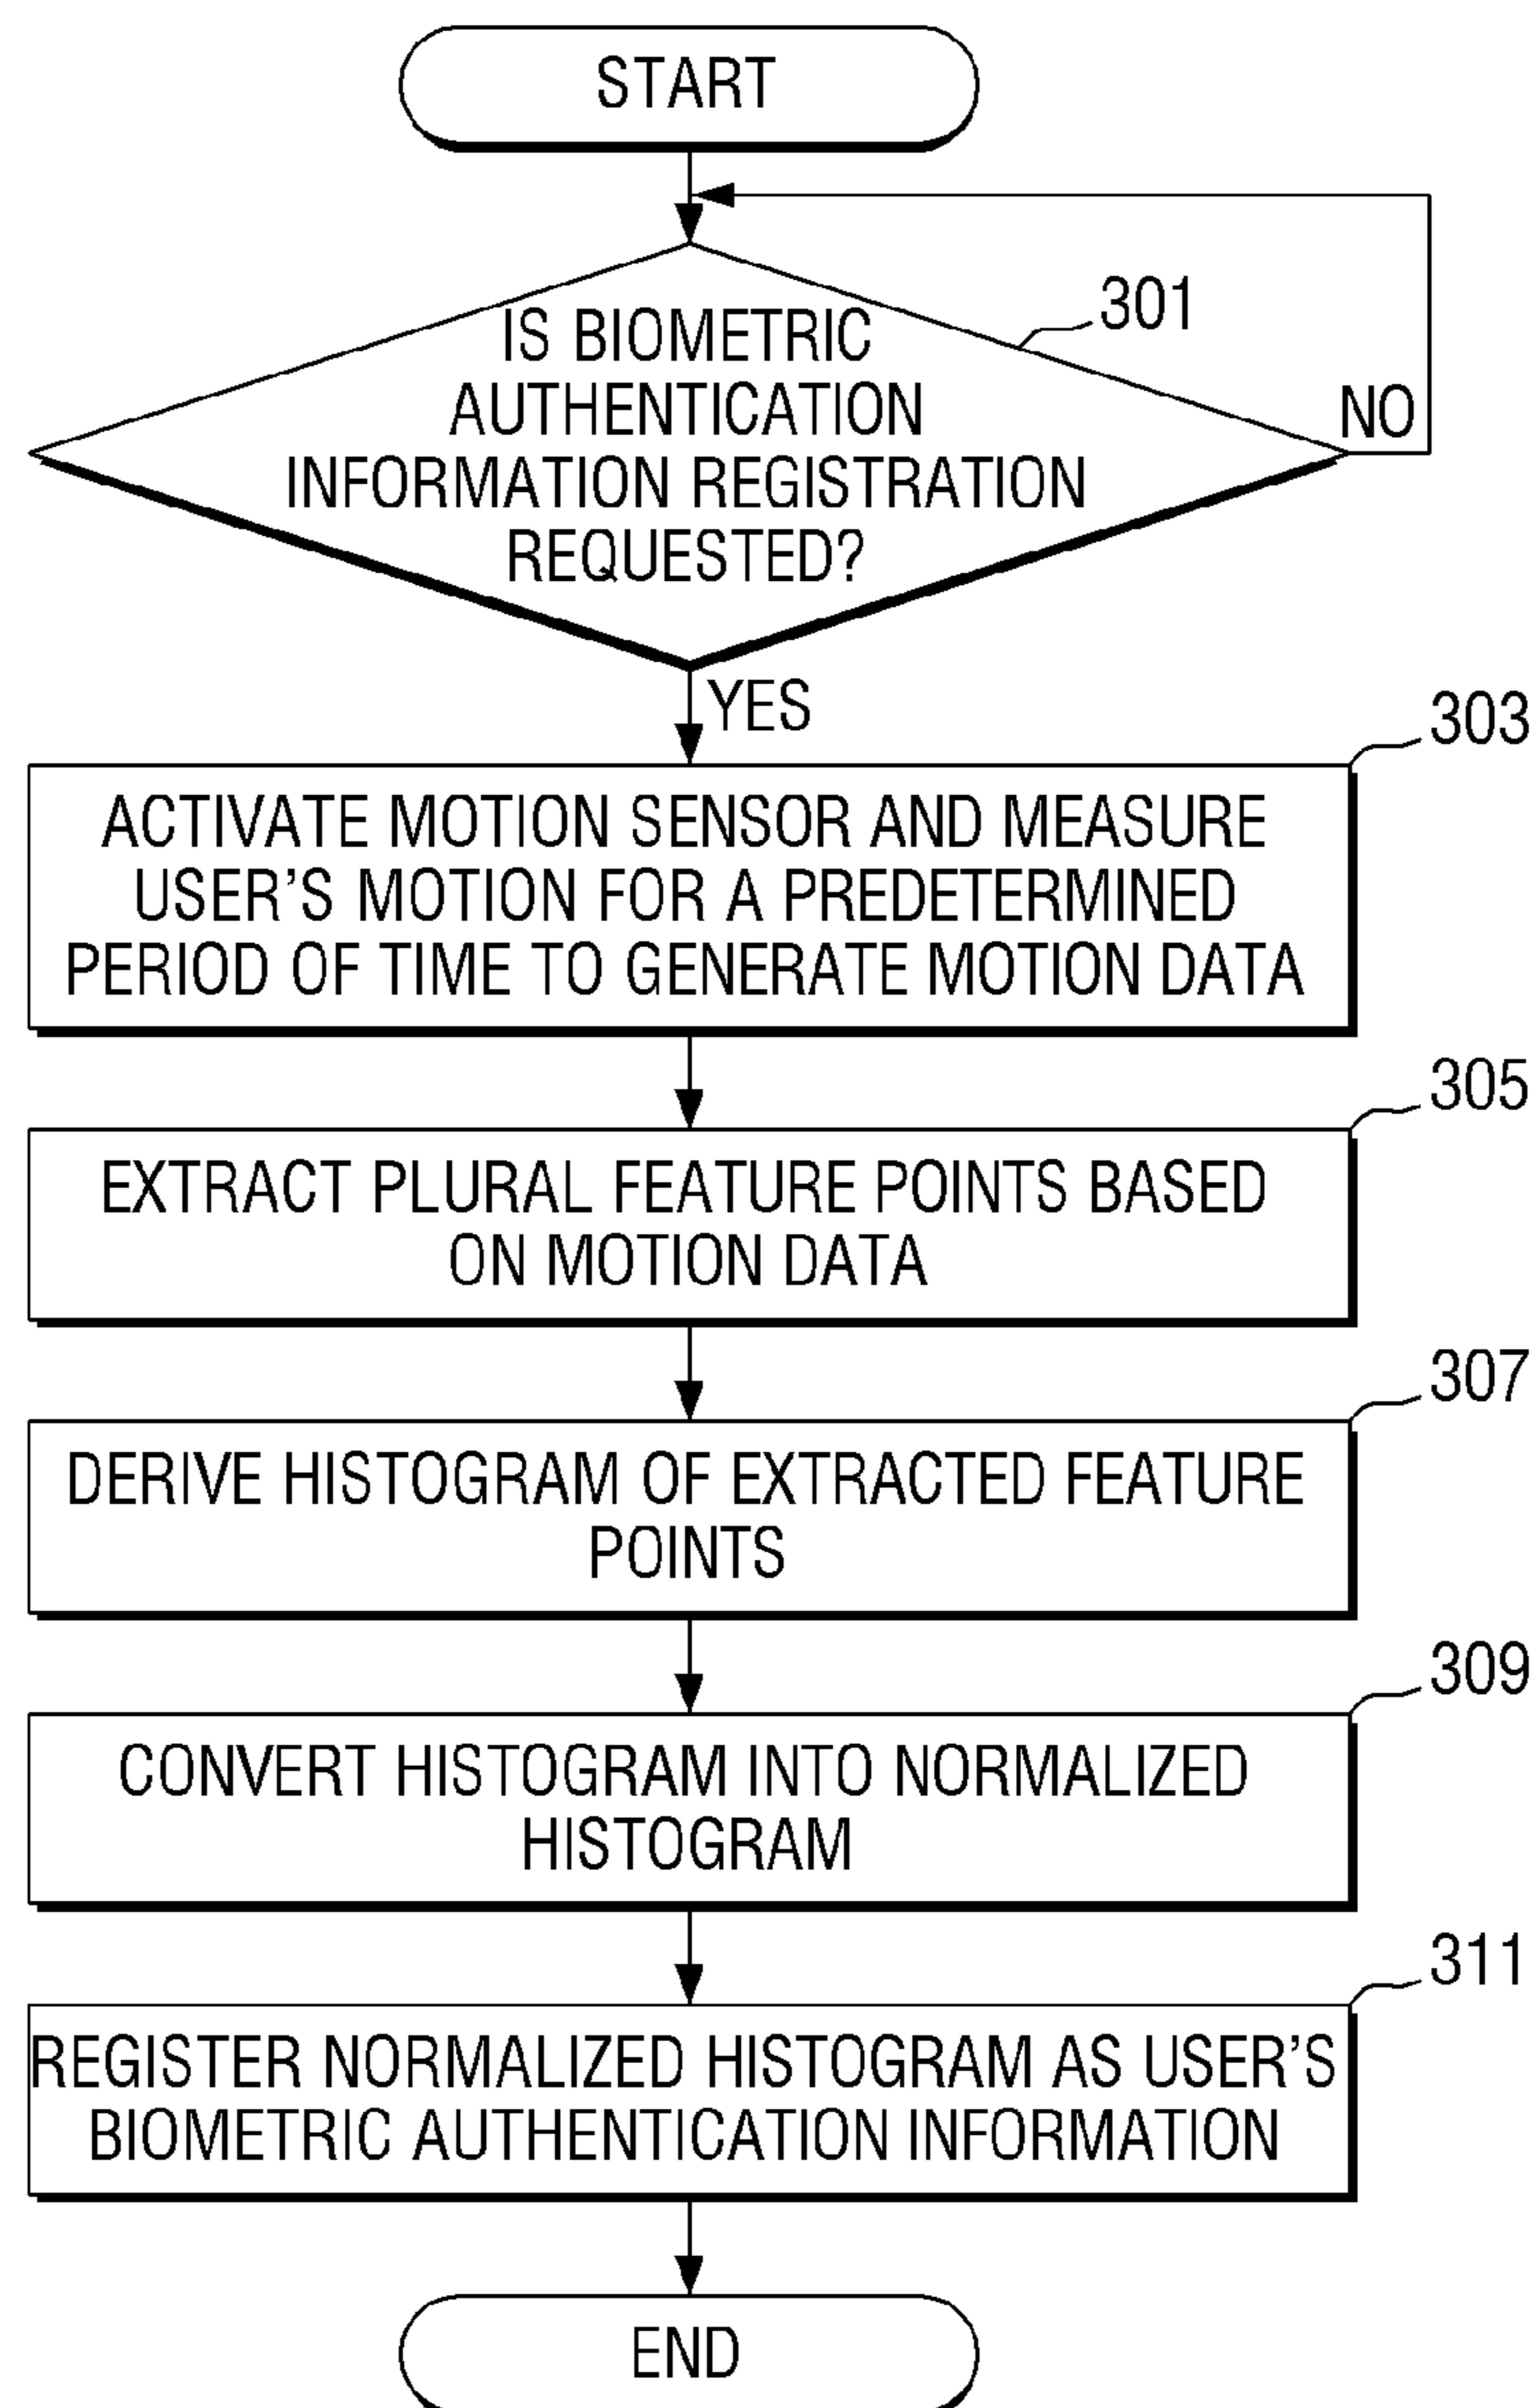 START
301
IS BIOMETRIC
AUTHENTICATION
INFORMATION REGISTRATION
REQUESTED?
NO
YES
303
ACTIVATE MOTION SENSOR AND MEASURE
USER'S MOTION FOR A PREDETERMINED
PERIOD OF TIME TO GENERATE MOTION DATA
305
EXTRACT PLURAL FEATURE POINTS BASED
ON MOTION DATA
307
DERIVE HISTOGRAM OF EXTRACTED FEATURE
POINTS
309
CONVERT HISTOGRAM INTO NORMALIZED
HISTOGRAM
311
REGISTER NORMALIZED HISTOGRAM AS USER'S
BIOMETRIC AUTHENTICATION INFORMATION
END